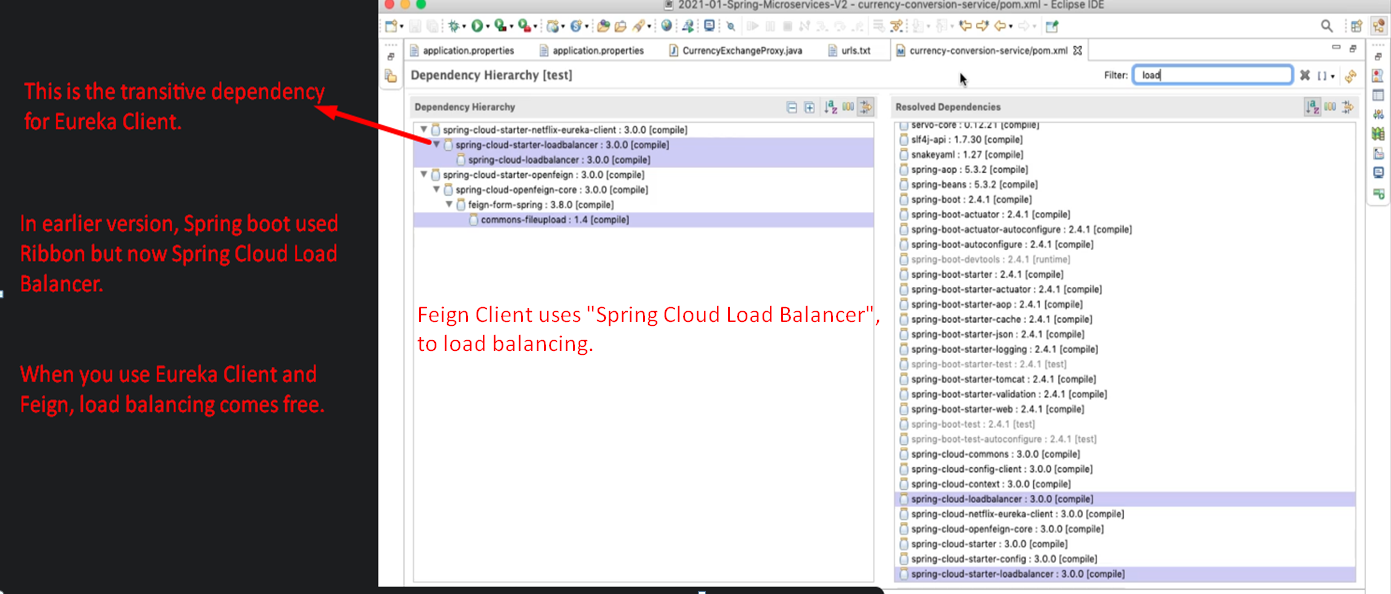 2021-01-Spring-Microservices-V2 - currency-conversion-service/pom.xml - Eclipse IDE
application.properties
application.properties
CurrencyExchangeProxy.java
urls.txt
currency-conversion-service/pom.xml
Dependency Hierarchy [test]
Filter:
load
This is the transitive dependency
for Eureka Client.
In earlier version, Spring boot used
Ribbon but now Spring Cloud Load
Balancer.
When you use Eureka Client and
Feign, load balancing comes free.
Dependency Hierarchy
spring-cloud-starter-netflix-eureka-client : 3.0.0 [compile]
spring-cloud-starter-loadbalancer : 3.0.0 [compile]
spring-cloud-loadbalancer : 3.0.0 [compile]
spring-cloud-starter-openfeign : 3.0.0 [compile]
spring-cloud-openfeign-core : 3.0.0 [compile]
feign-form-spring : 3.8.0 [compile]
commons-fileupload : 1.4 [compile]
Feign Client uses "Spring Cloud Load Balancer",
to load balancing.
Resolved Dependencies
servo-core : 0.12.21 [compile]
slf4j-api : 1.7.30 [compile]
snakeyaml : 1.27 [compile]
spring-aop : 5.3.2 [compile]
spring-beans : 5.3.2 [compile]
spring-boot : 2.4.1 [compile]
spring-boot-actuator : 2.4.1 [compile]
spring-boot-actuator-autoconfigure : 2.4.1 [compile]
spring-boot-autoconfigure : 2.4.1 [compile]
spring-boot-devtools : 2.4.1 [runtime]
spring-boot-starter : 2.4.1 [compile]
spring-boot-starter-actuator : 2.4.1 [compile]
spring-boot-starter-aop : 2.4.1 [compile]
spring-boot-starter-cache : 2.4.1 [compile]
spring-boot-starter-json : 2.4.1 [compile]
spring-boot-starter-logging : 2.4.1 [compile]
spring-boot-starter-test : 2.4.1 [test]
spring-boot-starter-tomcat : 2.4.1 [compile]
spring-boot-starter-validation : 2.4.1 [compile]
spring-boot-starter-web : 2.4.1 [compile]
spring-boot-test : 2.4.1 [test]
spring-boot-test-autoconfigure : 2.4.1 [test]
spring-cloud-commons : 3.0.0 [compile]
spring-cloud-config-client : 3.0.0 [compile]
spring-cloud-context : 3.0.0 [compile]
spring-cloud-loadbalancer : 3.0.0 [compile]
spring-cloud-netflix-eureka-client : 3.0.0 [compile]
spring-cloud-openfeign-core : 3.0.0 [compile]
spring-cloud-starter : 3.0.0 [compile]
spring-cloud-starter-config : 3.0.0 [compile]
spring-cloud-starter-loadbalancer : 3.0.0 [compile]